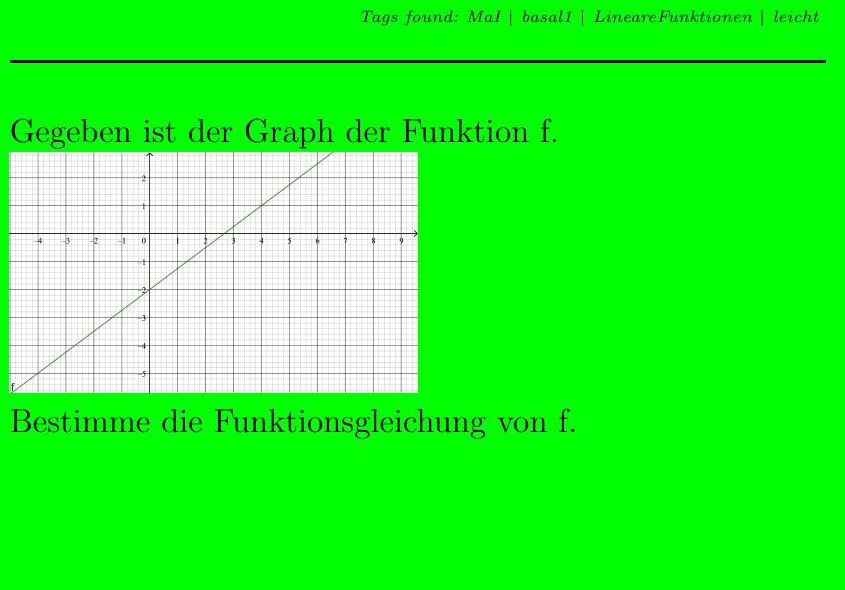 Tags found: MaI | basal1 | LineareFunktionen | leicht
Gegeben ist der Graph der Funktion f.
2
1
-4 -3 -2 -1 0 1 2 3 4 5 6 7 8 9
-1
-2
-3
-4
-5
f
Bestimme die Funktionsgleichung von f.